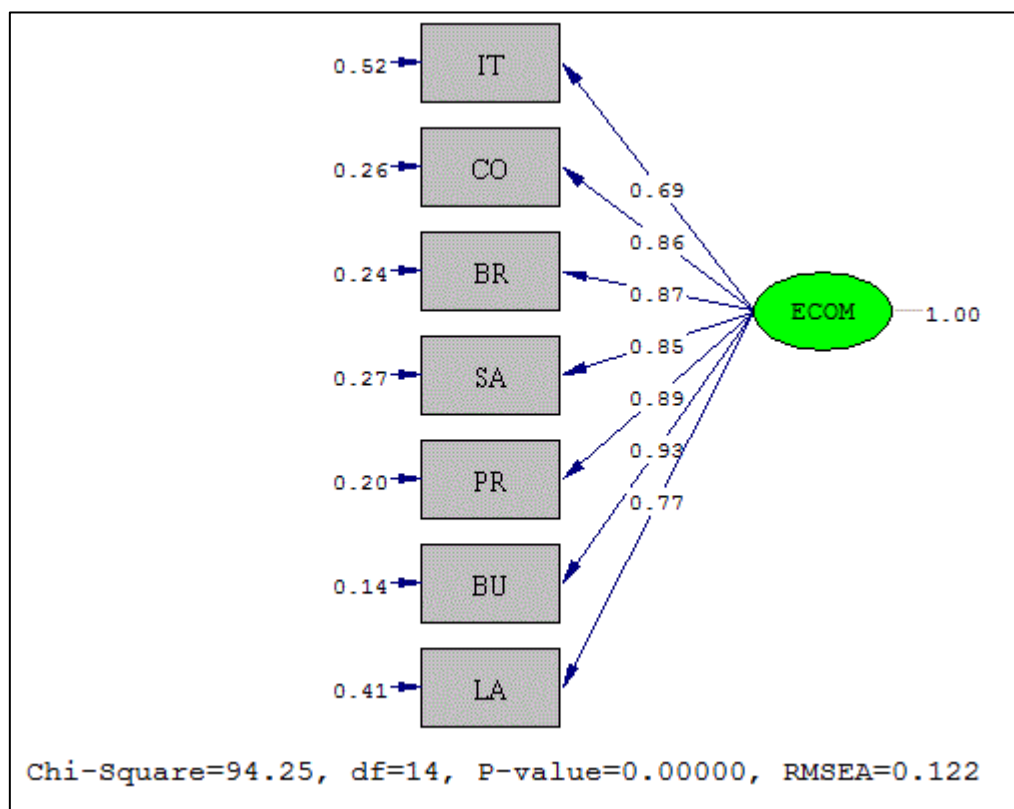 0.52 IT
0.69
0.26 CO
0.86
0.24 BR
0.87
ECOM 1.00
0.85
0.27 SA
0.89
0.20 PR
0.93
0.77
0.14 BU
0.41 LA
Chi-Square=94.25, df=14, P-value=0.00000, RMSEA=0.122